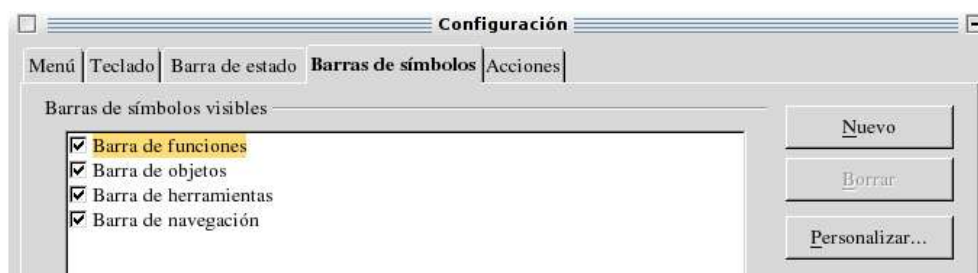 Configuración
Menú Teclado Barra de estado Barras de símbolos Acciones
Barras de símbolos visibles
Barra de funciones
Barra de objetos
Barra de herramientas
Barra de navegación
Nuevo
Borrar
Personalizar...